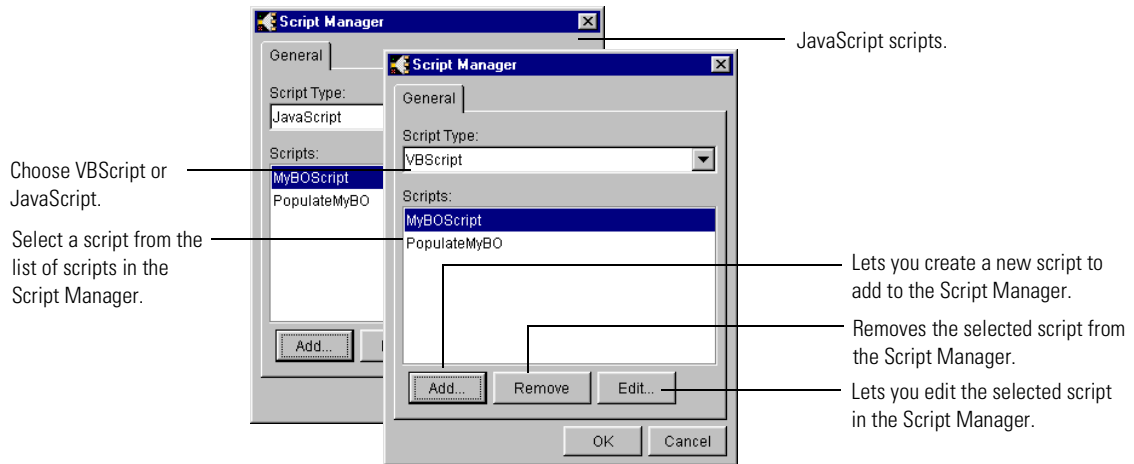 Script Manager
General
Script Type:
JavaScript
Scripts:
MyBOScript
PopulateMyBO
Add...
Script Manager
General
Script Type:
VBScript
Scripts:
MyBOScript
PopulateMyBO
Add...
Remove
Edit...
OK
Cancel
JavaScript scripts.
Choose VBScript or
JavaScript.
Select a script from the
list of scripts in the
Script Manager.
Lets you create a new script to
add to the Script Manager.
Removes the selected script from
the Script Manager.
Lets you edit the selected script
in the Script Manager.